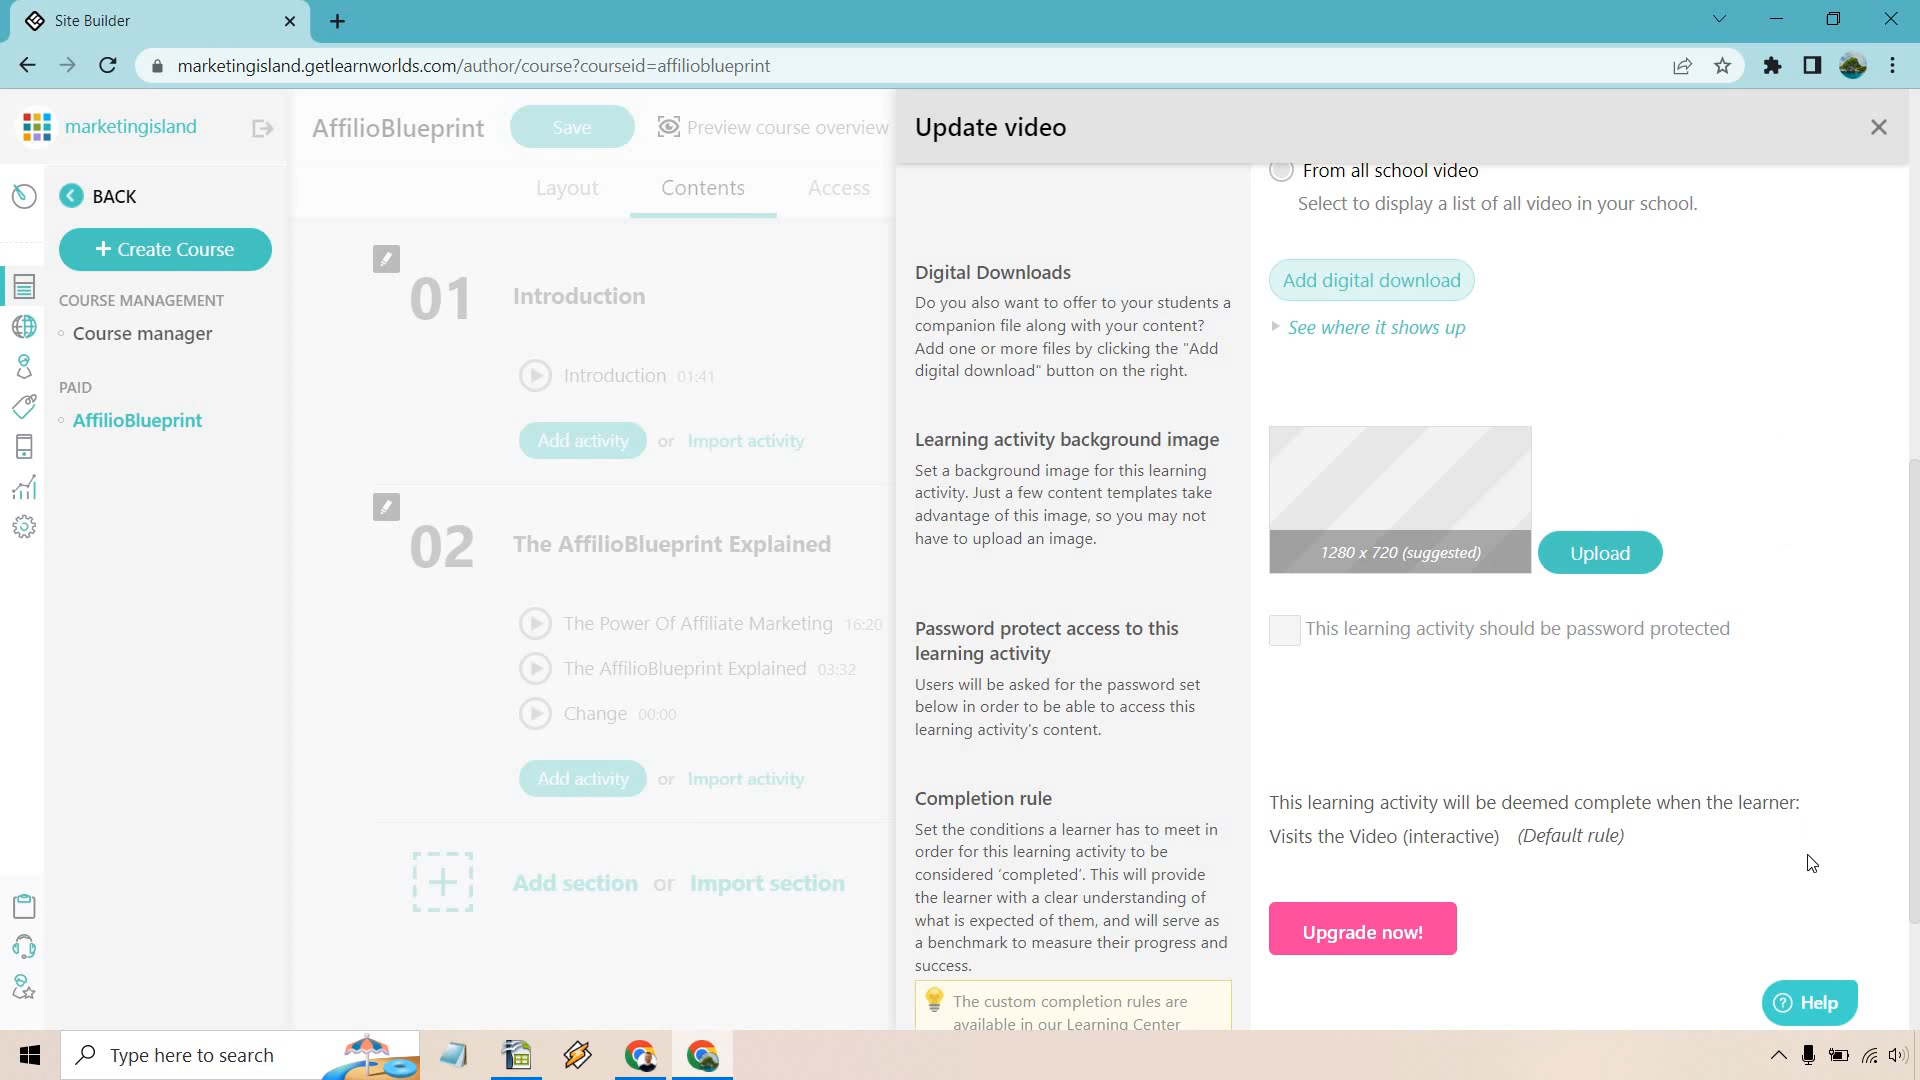 Site Builder
marketingisland.getlearnworlds.com/author/course?courseid=affilioblueprint
marketingisland
BACK
+ Create Course
COURSE MANAGEMENT
Course manager
PAID
AffilioBlueprint
AffilioBlueprint
Save
Preview course overview
Layout
Contents
Access
01
Introduction
Introduction 01:41
Add activity or Import activity
02
The AffilioBlueprint Explained
The Power Of Affiliate Marketing 16:20
The AffilioBlueprint Explained 03:32
Change 00:00
Add activity or Import activity
Add section or Import section
Update video
From all school video
Select to display a list of all video in your school.
Digital Downloads
Do you also want to offer to your students a
companion file along with your content?
Add one or more files by clicking the "Add
digital download" button on the right.
Add digital download
See where it shows up
Learning activity background image
Set a background image for this learning
activity. Just a few content templates take
advantage of this image, so you may not
have to upload an image.
1280 x 720 (suggested)
Upload
Password protect access to this
learning activity
Users will be asked for the password set
below in order to be able to access this
learning activity's content.
This learning activity should be password protected
Completion rule
Set the conditions a learner has to meet in
order for this learning activity to be
considered ‘completed’. This will provide
the learner with a clear understanding of
what is expected of them, and will serve as
a benchmark to measure their progress and
success.
The custom completion rules are
available in our Learning Center
This learning activity will be deemed complete when the learner:
Visits the Video (interactive) (Default rule)
Upgrade now!
Help
Type here to search